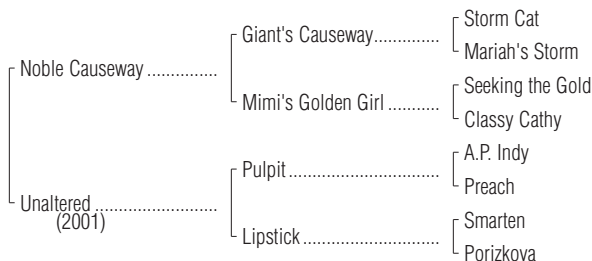 Storm Cat
Giant's Causeway..............
Mariah's Storm
Noble Causeway ...............
Seeking the Gold
Mimi's Golden Girl ...........
Classy Cathy
A.P. Indy
Pulpit.................................
Preach
Unaltered ..........................
(2001)
Smarten
Lipstick..............................
Porizkova